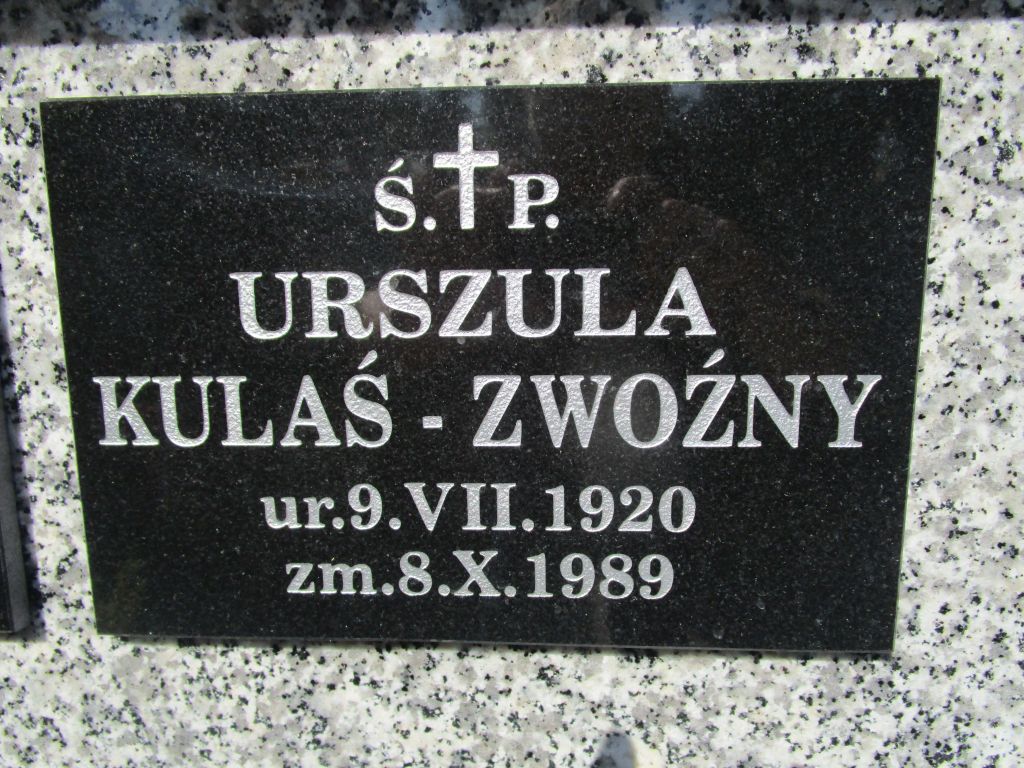 Ś. P.
URSZULA
KULAŚ - ZWOŹNY
ur.9.VII.1920
zm.8.X.1989